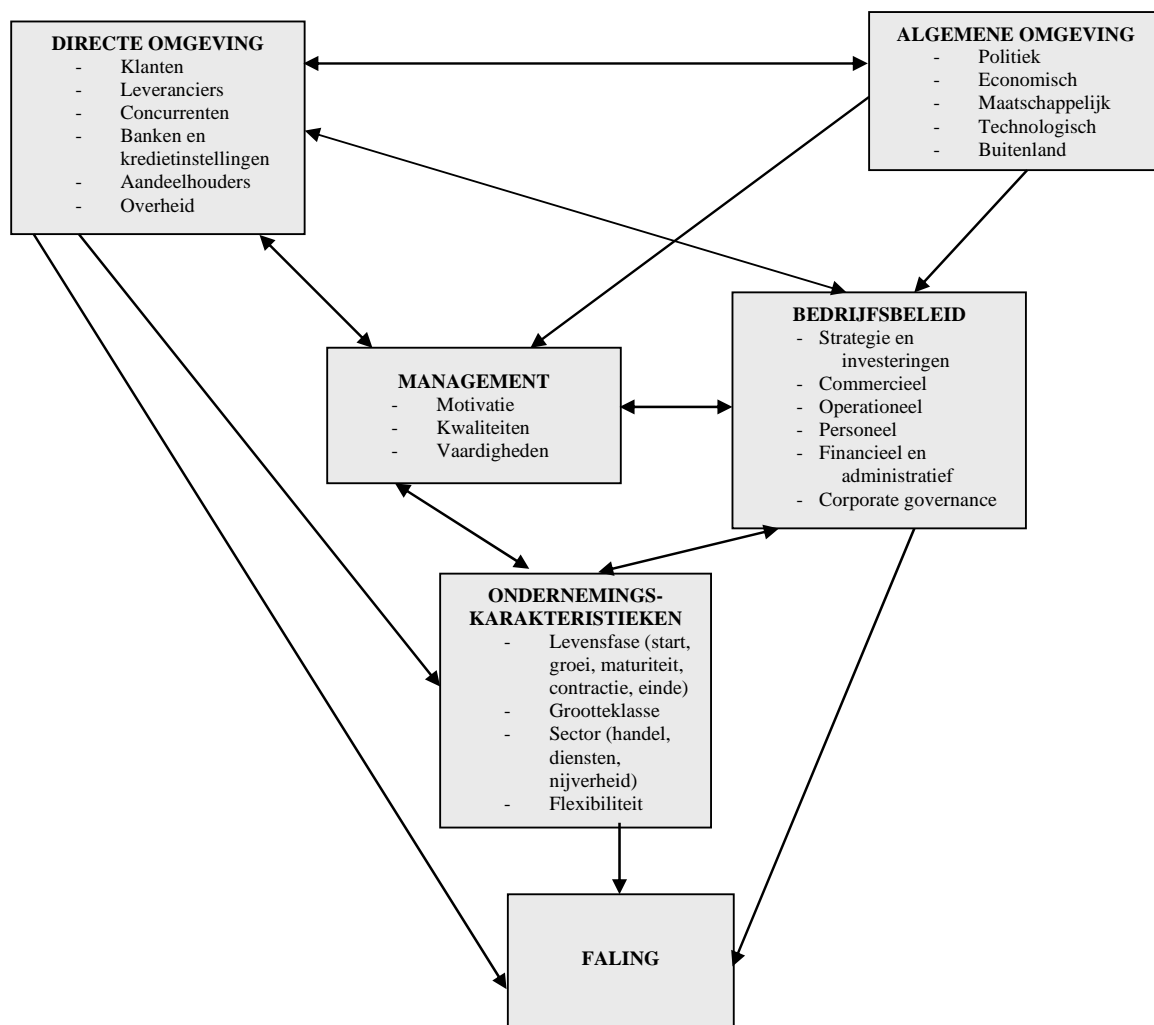 DIRECTE OMGEVING
- Klanten
- Leveranciers
- Concurrenten
- Banken en
kredietinstellingen
- Aandeelhouders
- Overheid
ALGEMENE OMGEVING
- Politiek
- Economisch
- Maatschappelijk
- Technologisch
- Buitenland
BEDRIJFSBELEID
- Strategie en
investeringen
- Commercieel
- Operationeel
- Personeel
- Financieel en
administratief
- Corporate governance
MANAGEMENT
- Motivatie
- Kwaliteiten
- Vaardigheden
ONDERNEMINGS-
KARAKTERISTIEKEN
- Levensfase (start,
groei, maturiteit,
contractie, einde)
- Grootteklasse
- Sector (handel,
diensten,
nijverheid)
- Flexibiliteit
FALING